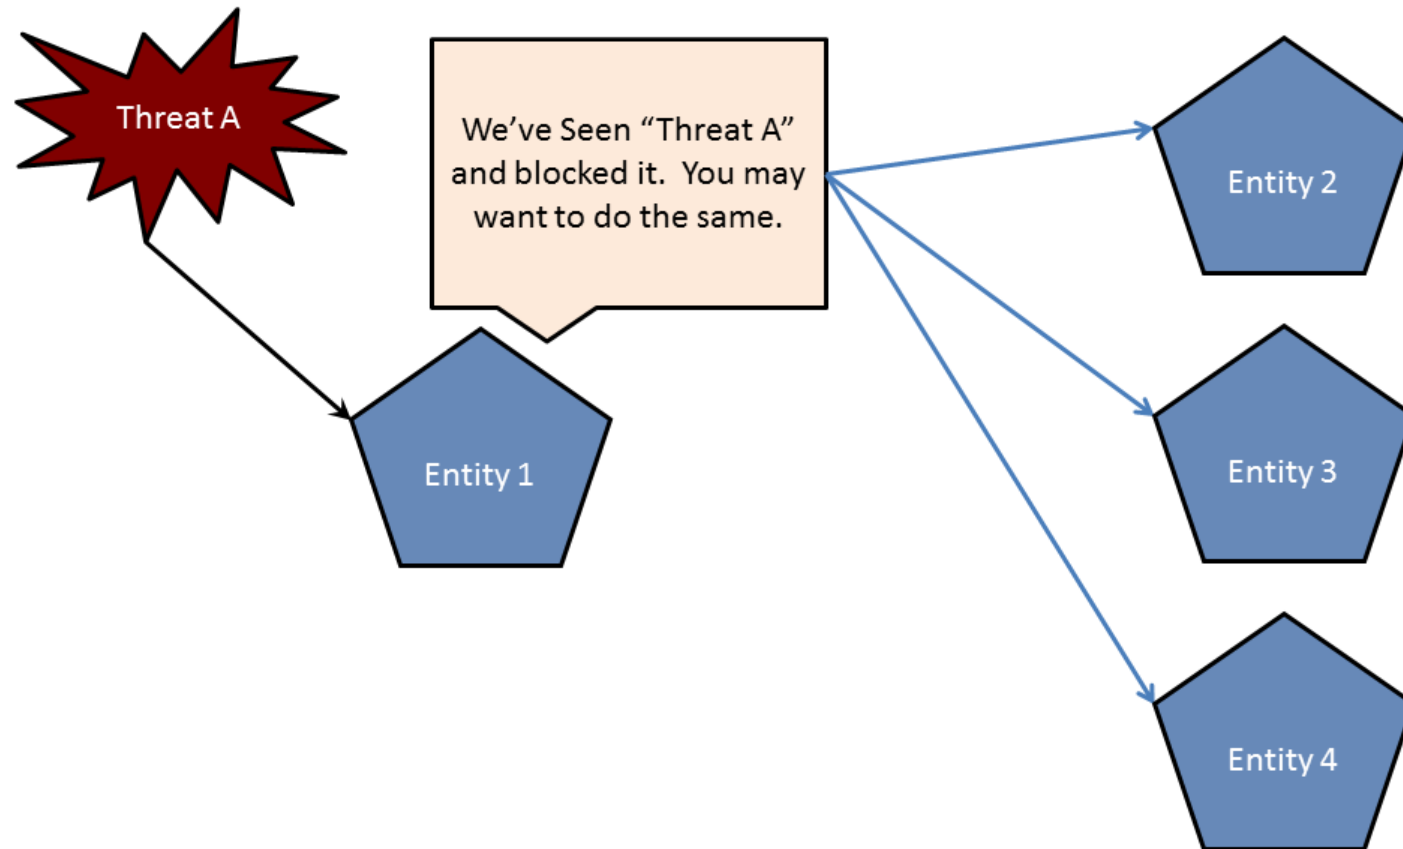 Threat A
We’ve Seen “Threat A”
and blocked it.  You may
want to do the same.
Entity 1
Entity 2
Entity 3
Entity 4